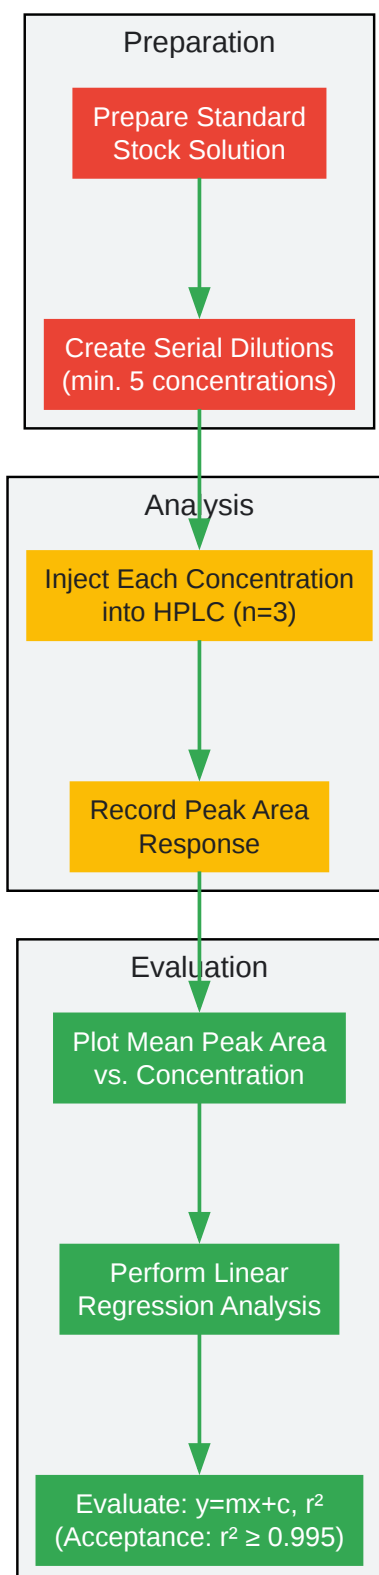 Preparation
Prepare Standard
Stock Solution
Create Serial Dilutions
(min. 5 concentrations)
Analysis
Inject Each Concentration
into HPLC (n=3)
Record Peak Area
Response
Evaluation
Plot Mean Peak Area
vs. Concentration
Perform Linear
Regression Analysis
Evaluate: y=mx+c, r²
(Acceptance: r² ≥ 0.995)